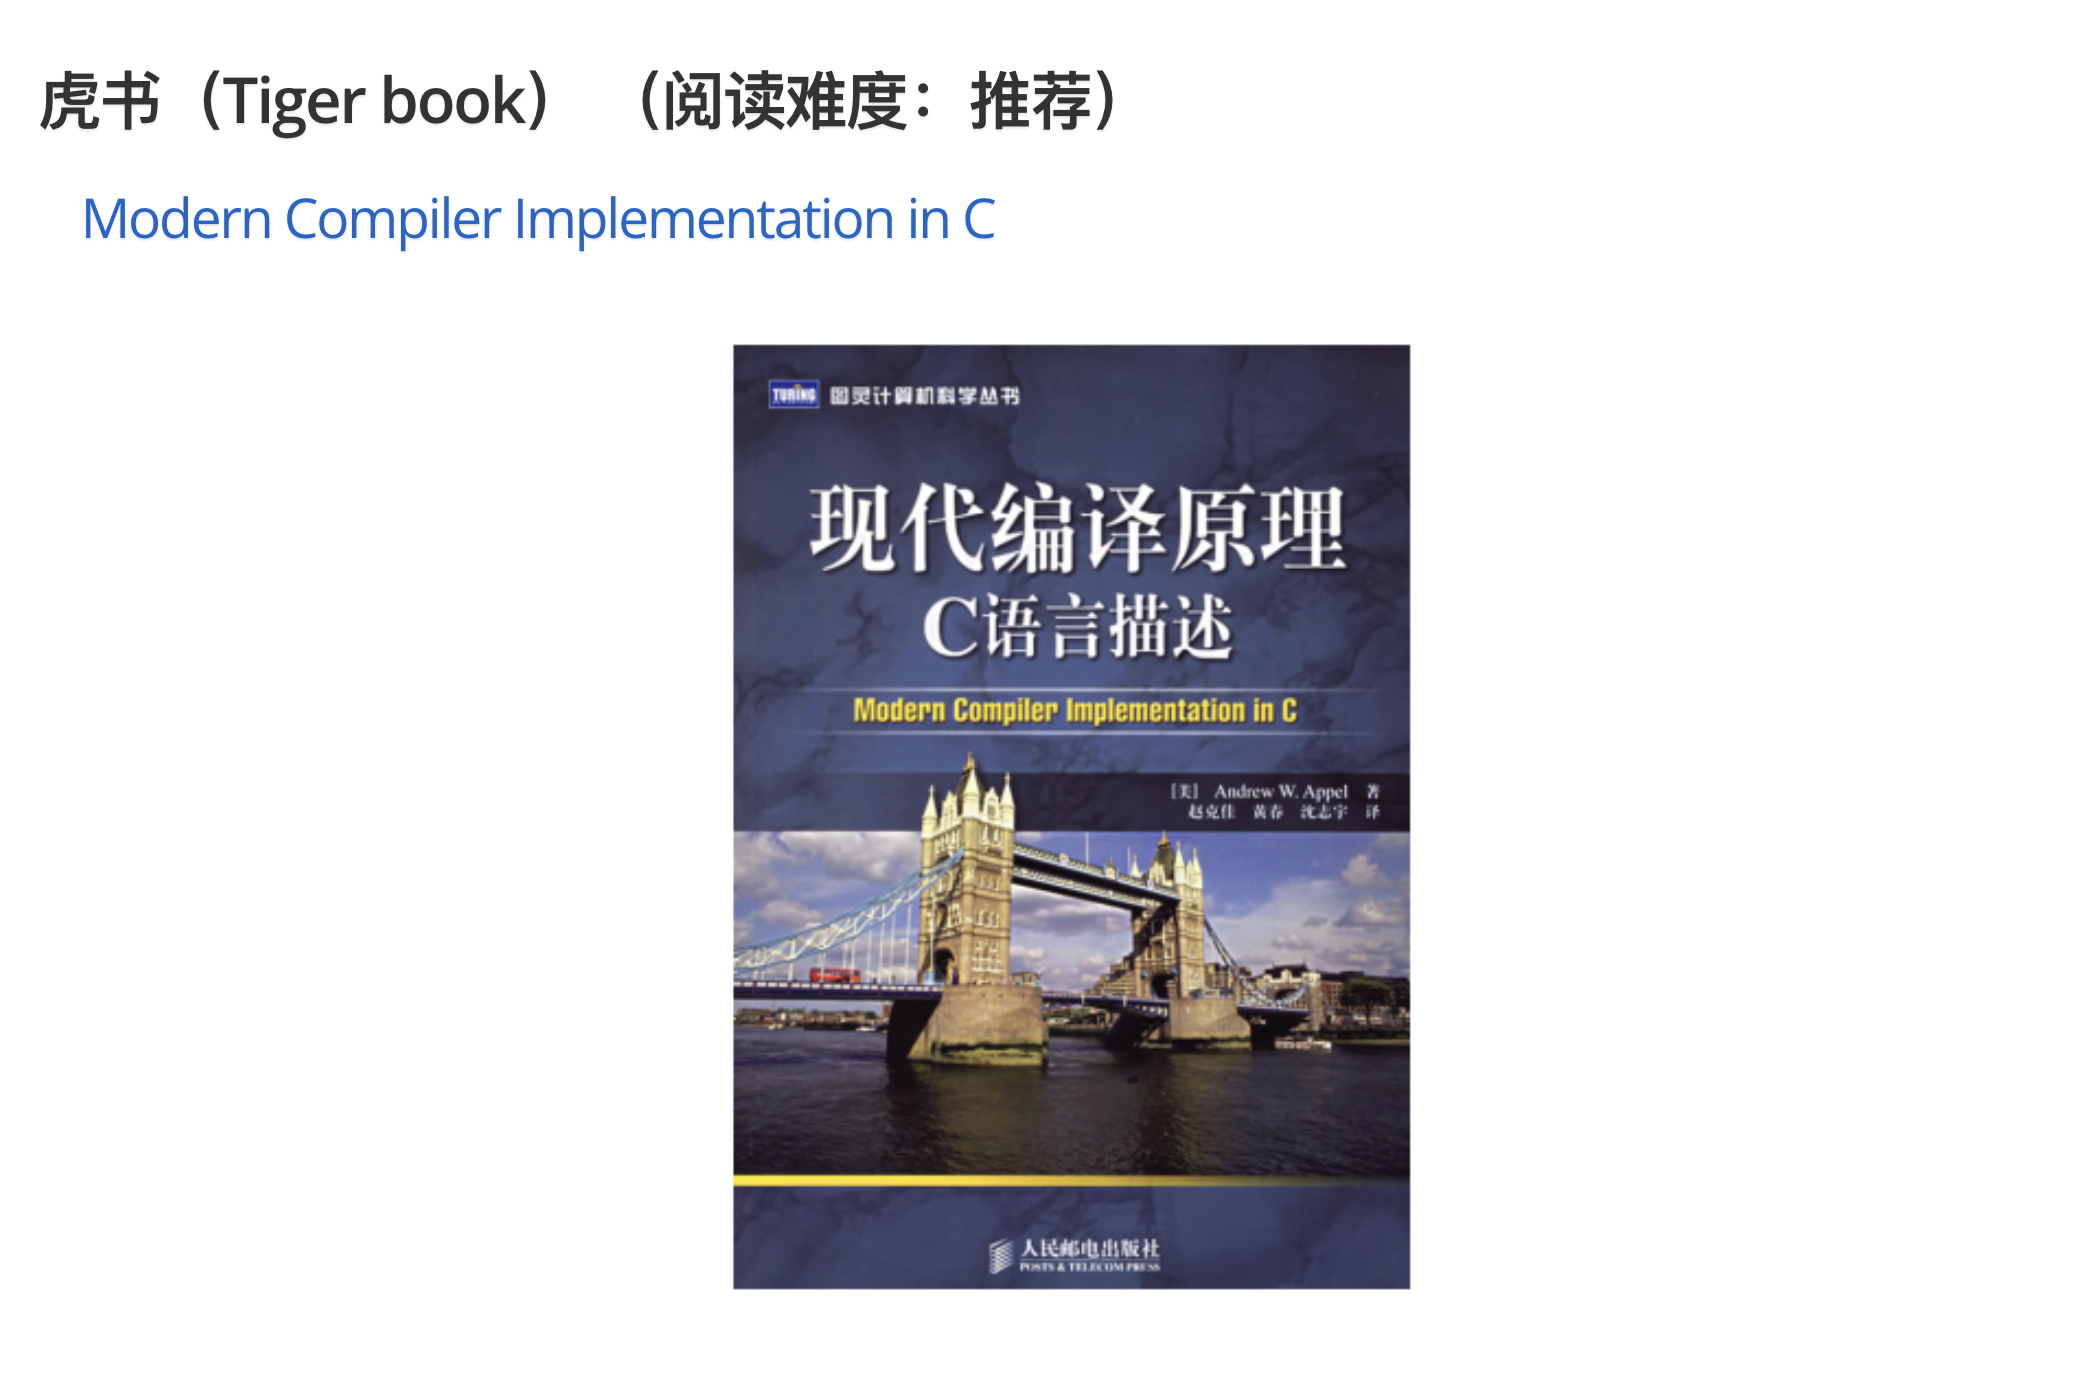 虎书（Tiger book）（阅读难度：推荐）
Modern Compiler Implementation in C
TURING 图灵计算机科学丛书
现代编译原理
C语言描述
Modern Compiler Implementation in C
［美］ Andrew W. Appel 著
赵克佳 黄春 沈志宇 译
人民邮电出版社
POSTS & TELECOM PRESS